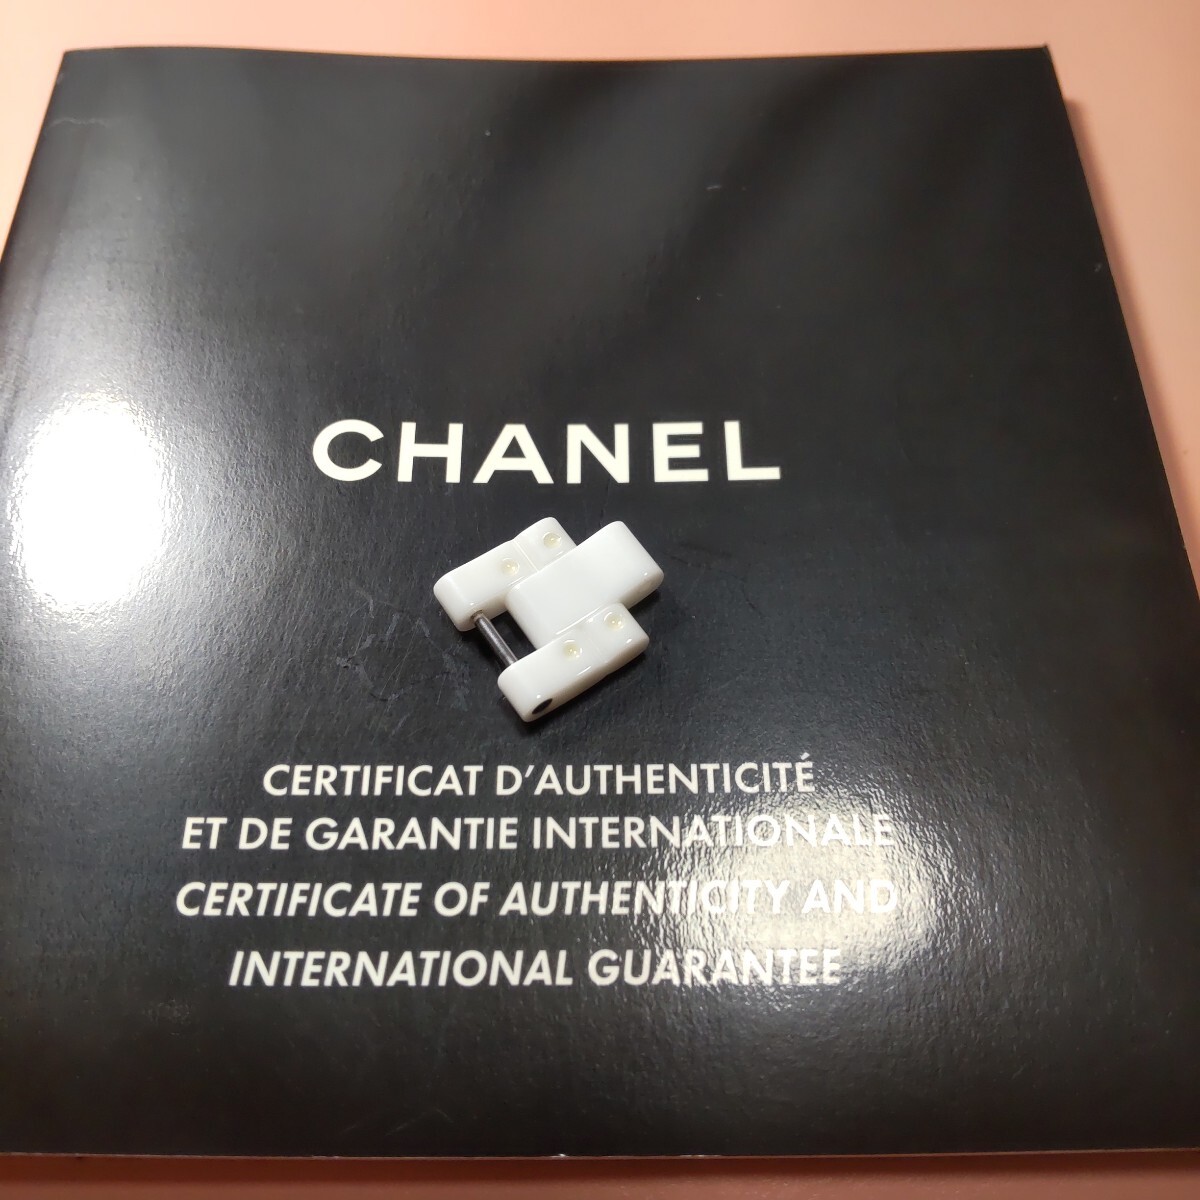 CHANEL
CERTIFICAT D'AUTHENTICITÉ
ET DE GARANTIE INTERNATIONALE
CERTIFICATE OF AUTHENTICITY AND
INTERNATIONAL GUARANTEE